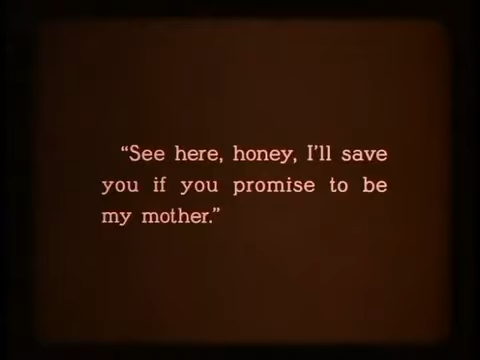 “See here, honey, I’ll save
you if you promise to be
my mother.”